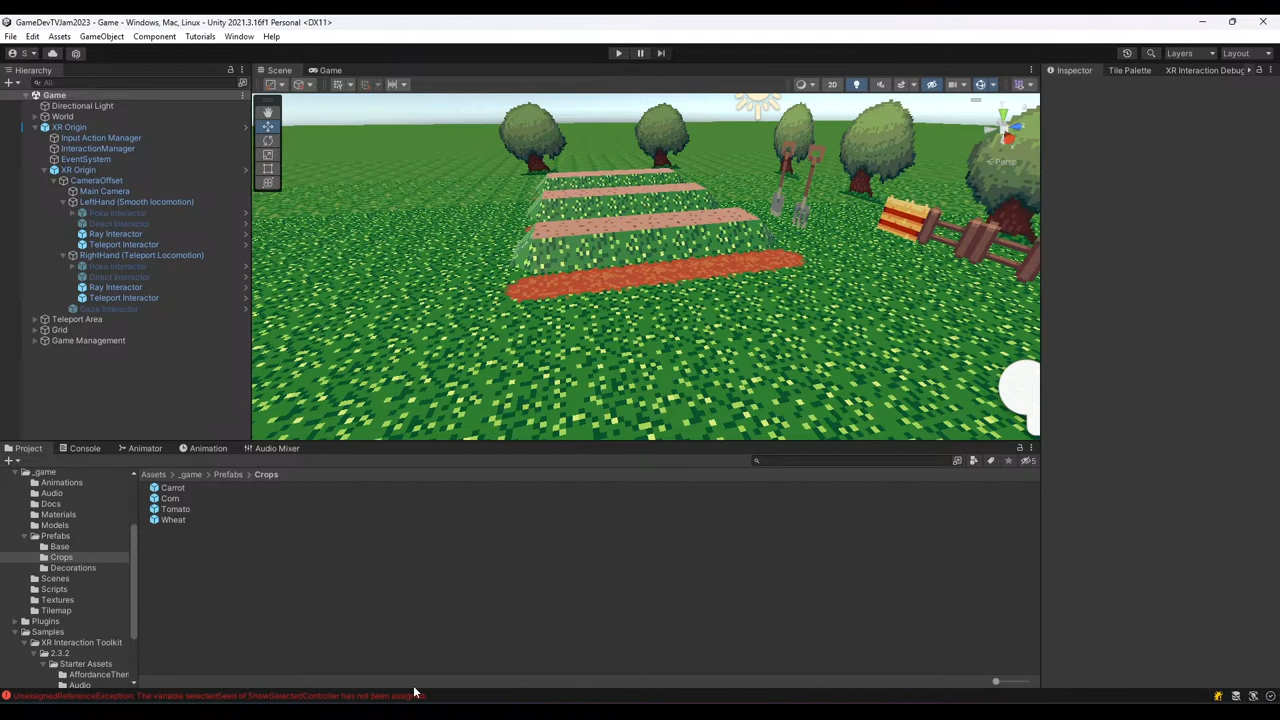 GameDevTVJam2023 - Game - Windows, Mac, Linux - Unity 2021.3.16f1 Personal <DX11>
File Edit Assets GameObject Component Tutorials Window Help
S Layers Layout
Hierarchy
All
Game
Directional Light
World
XR Origin
Input Action Manager
InteractionManager
EventSystem
XR Origin
CameraOffset
Main Camera
LeftHand (Smooth locomotion)
Poke Interactor
Direct Interactor
Ray Interactor
Teleport Interactor
RightHand (Teleport Locomotion)
Poke Interactor
Direct Interactor
Ray Interactor
Teleport Interactor
Gaze Interactor
Teleport Area
Grid
Game Management
Scene Game
2D
Persp
Inspector Tile Palette XR Interaction Debug
Project Console Animator Animation Audio Mixer
5
_game
Animations
Audio
Docs
Materials
Models
Prefabs
Base
Crops
Decorations
Scenes
Scripts
Textures
Tilemap
Plugins
Samples
XR Interaction Toolkit
2.3.2
Starter Assets
AffordanceTher
Audio
Assets > _game > Prefabs > Crops
Carrot
Corn
Tomato
Wheat
UnassignedReferenceException: The variable selectedSeed of ShowSelectedController has not been assigned.